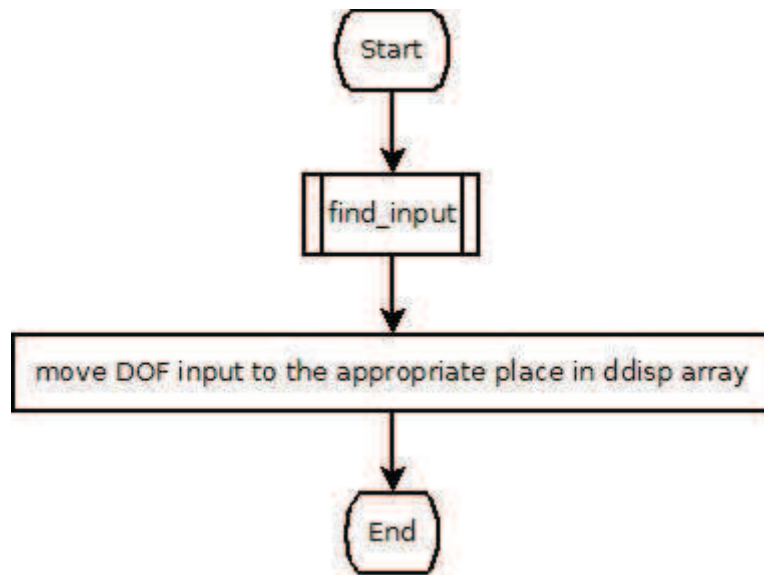 Start
find_input
move DOF input to the appropriate place in ddisp array
End